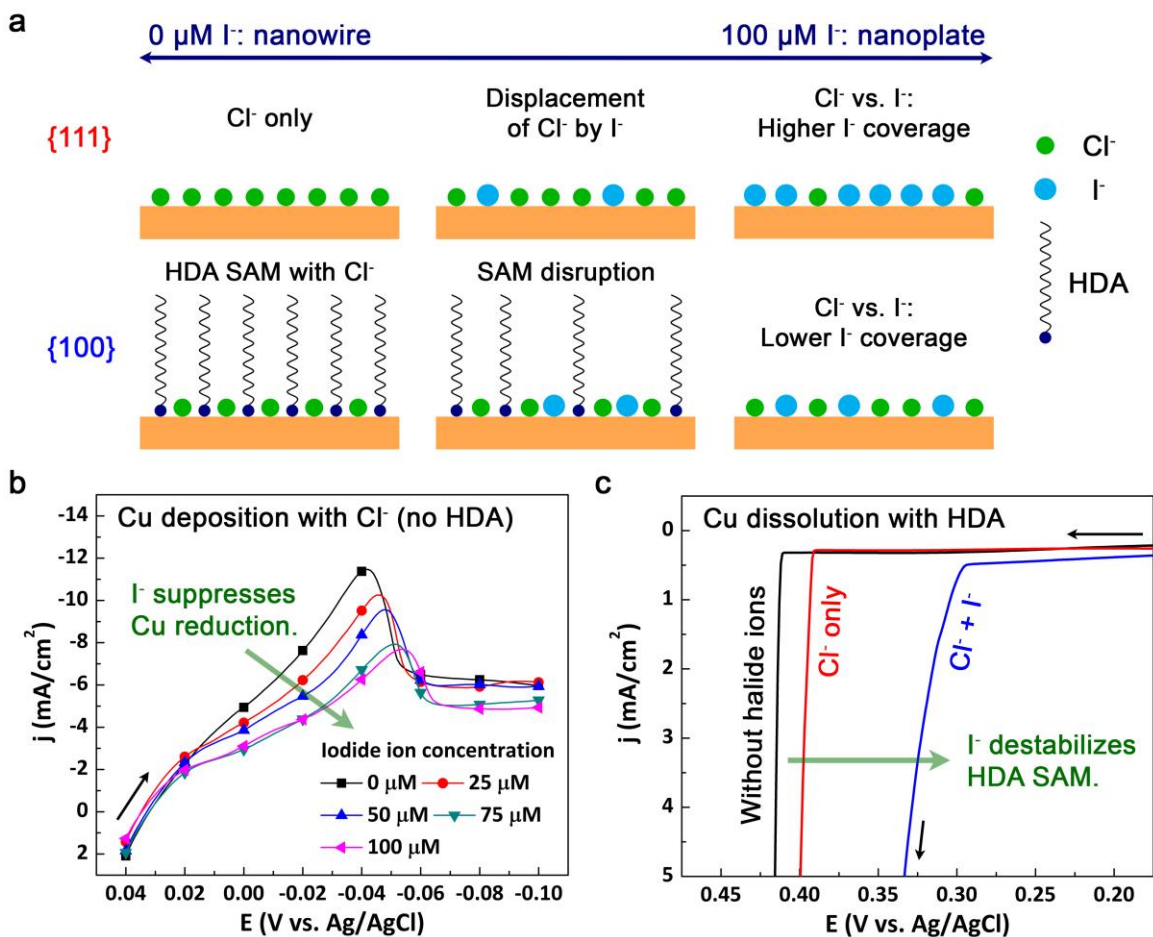 a
0 μM I⁻: nanowire
100 μM I⁻: nanoplate
{111}
Cl⁻ only
Displacement
of Cl⁻ by I⁻
Cl⁻ vs. I⁻:
Higher I⁻ coverage
Cl⁻
I⁻
HDA
{100}
HDA SAM with Cl⁻
SAM disruption
Cl⁻ vs. I⁻:
Lower I⁻ coverage
b
Cu deposition with Cl⁻ (no HDA)
I⁻ suppresses
Cu reduction.
Iodide ion concentration
0 μM
25 μM
50 μM
75 μM
100 μM
j (mA/cm²)
-14
-12
-10
-8
-6
-4
-2
0
2
0.04 0.02 0.00 -0.02 -0.04 -0.06 -0.08 -0.10
E (V vs. Ag/AgCl)
c
Cu dissolution with HDA
Without halide ions
Cl⁻ only
Cl⁻ + I⁻
I⁻ destabilizes
HDA SAM.
j (mA/cm²)
0
1
2
3
4
5
0.45 0.40 0.35 0.30 0.25 0.20
E (V vs. Ag/AgCl)